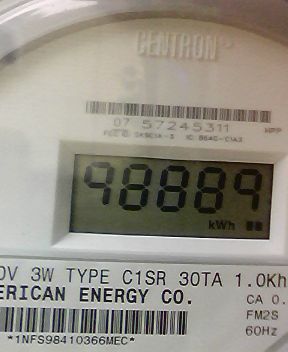 CENTRON
07 57245311
98889
kWh
0V 3W TYPE C1SR 30TA 1.0Kh
ERICAN ENERGY CO.
CA 0.
FM2S
60Hz
*1NFS98410366MEC*